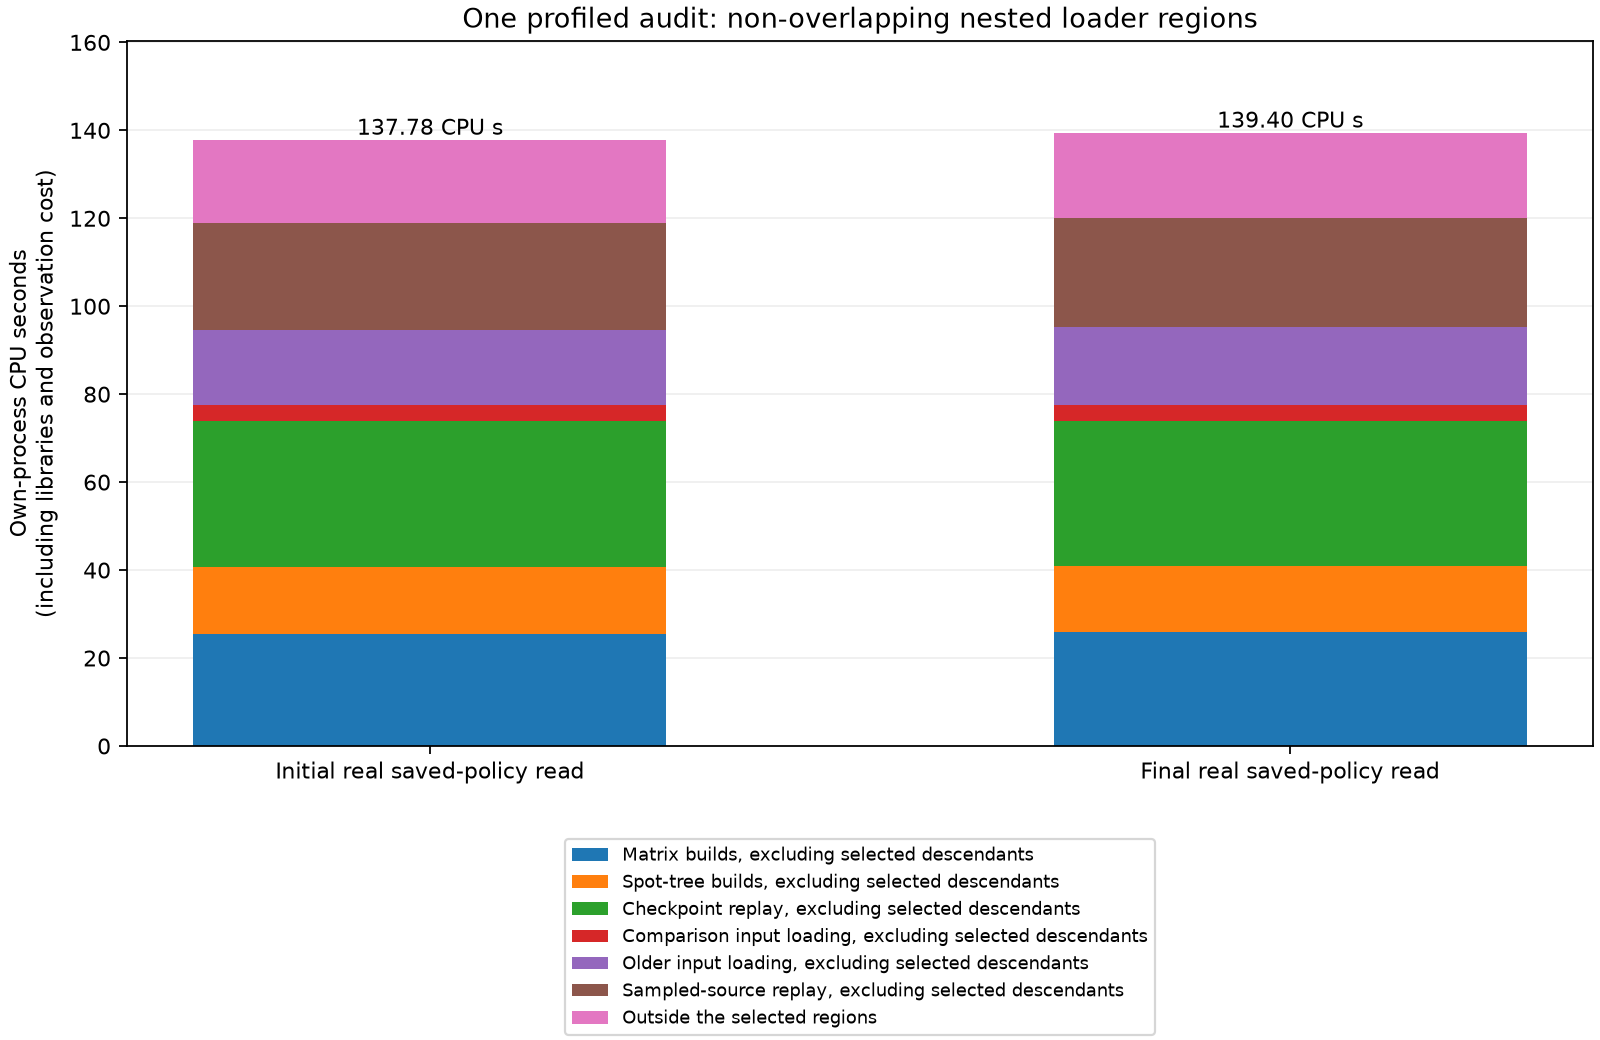 One profiled audit: non-overlapping nested loader regions
Own-process CPU seconds
(including libraries and observation cost)
160
140
120
100
80
60
40
20
0
137.78 CPU s
139.40 CPU s
Initial real saved-policy read
Final real saved-policy read
Matrix builds, excluding selected descendants
Spot-tree builds, excluding selected descendants
Checkpoint replay, excluding selected descendants
Comparison input loading, excluding selected descendants
Older input loading, excluding selected descendants
Sampled-source replay, excluding selected descendants
Outside the selected regions